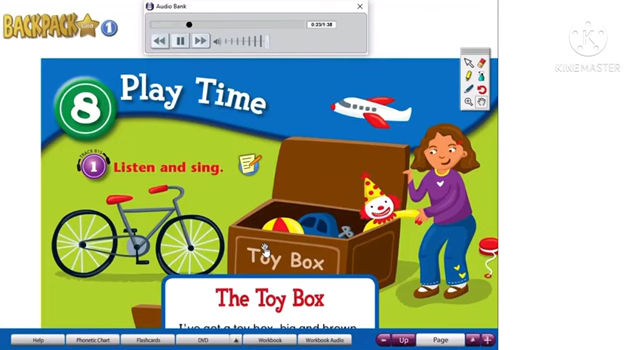 Audio Bank
BACKPACK
1
0:23/1:38
KINEMASTER
8
Play Time
1
Listen and sing.
Toy Box
The Toy Box
I've got a toy box, big and brown
Help
Phonetic Chart
Flashcards
DVD
Workbook
Workbook Audio
Up
Page